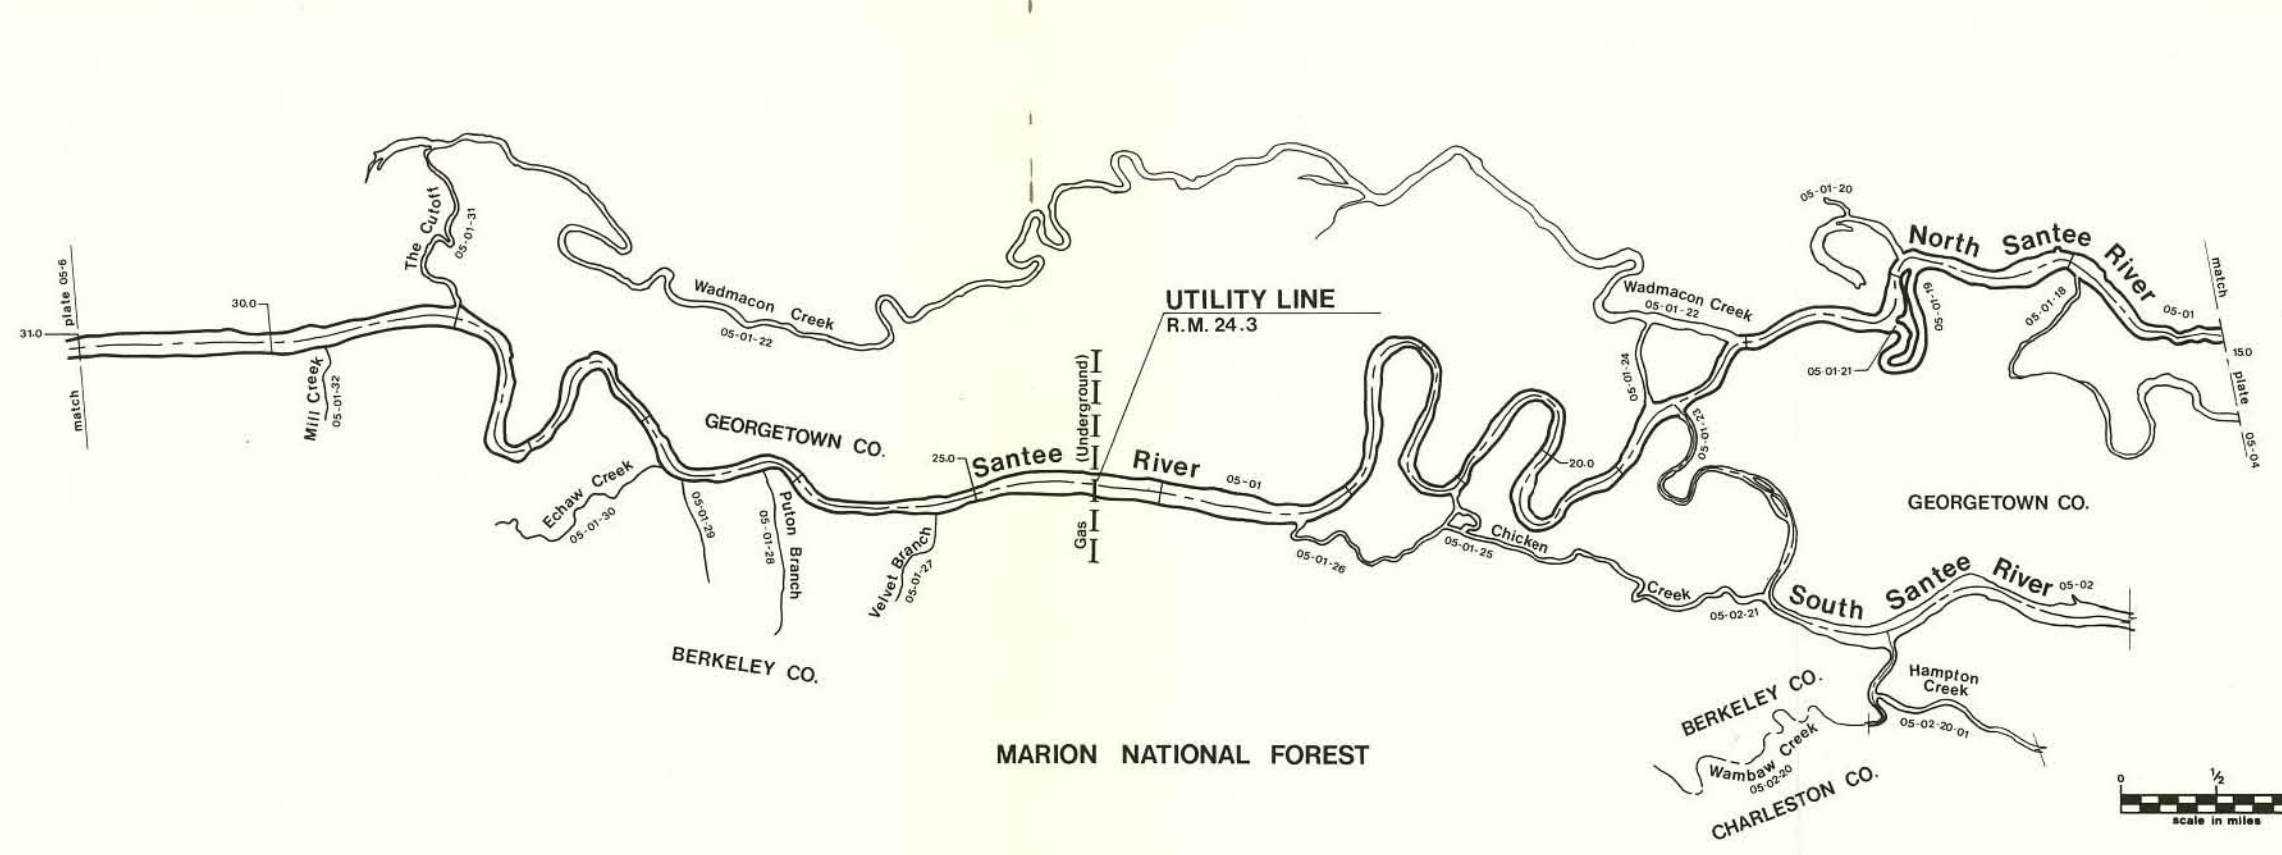 05-01-20
North Santee River
05-01
match
15.0
plate
05-04
05-01-18
05-01-19
05-01-21
The Cutoff
05-01-31
plate 05-6
31.0
match
30.0
Mill Creek
05-01-32
Wadmacon Creek
05-01-22
UTILITY LINE
R.M. 24.3
Wadmacon Creek
05-01-22
05-01-24
05-01-23
GEORGETOWN CO.
25.0
Santee River
05-01
(Underground)
Gas
20.0
GEORGETOWN CO.
Echaw Creek
05-01-30
05-01-29
Puton Branch
05-01-28
Velvet Branch
05-01-27
05-01-26
05-01-25
Chicken
Creek
05-02-21
South Santee River
05-02
BERKELEY CO.
Hampton
Creek
05-02-20-01
BERKELEY CO.
Wambaw Creek
05-02-20
CHARLESTON CO.
MARION NATIONAL FOREST
0
1/2
scale in miles